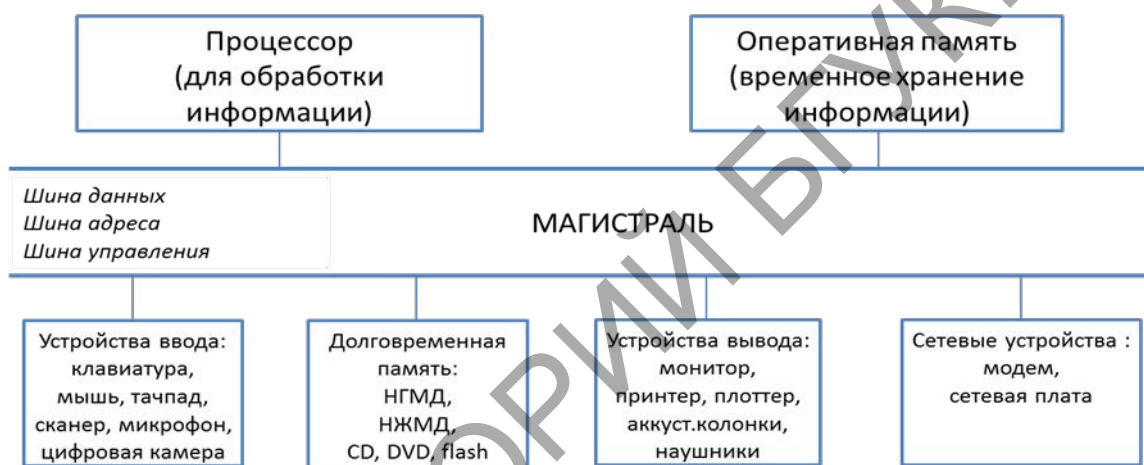 Процессор
(для обработки
информации)
Оперативная память
(временное хранение
информации)
Шина данных
Шина адреса
Шина управления
МАГИСТРАЛЬ
Устройства ввода:
клавиатура,
мышь, тачпад,
сканер, микрофон,
цифровая камера
Долговременная
память:
НГМД,
НЖМД,
CD, DVD, flash
Устройства вывода:
монитор,
принтер, плоттер,
аккуст.колонки,
наушники
Сетевые устройства :
модем,
сетевая плата
ОРИЙ БГУК